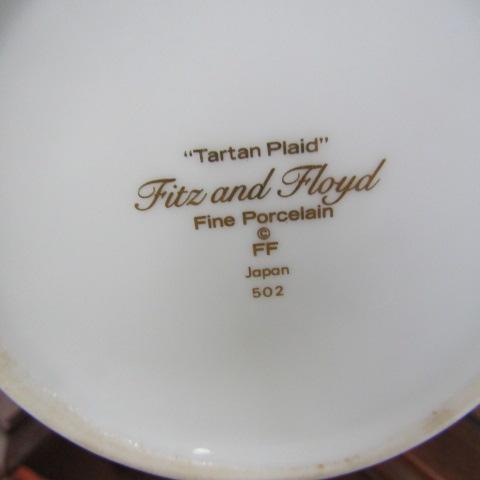 “Tartan Plaid”
Fitz and Floyd
Fine Porcelain
©
FF
Japan
502